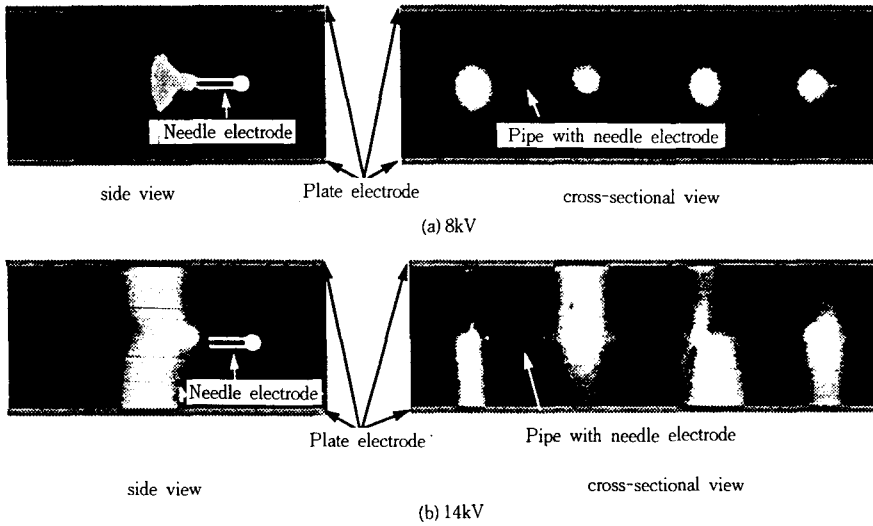 Needle electrode
Pipe with needle electrode
side view
Plate electrode
cross-sectional view
(a) 8kV
Needle electrode
Plate electrode
Pipe with needle electrode
side view
cross-sectional view
(b) 14kV